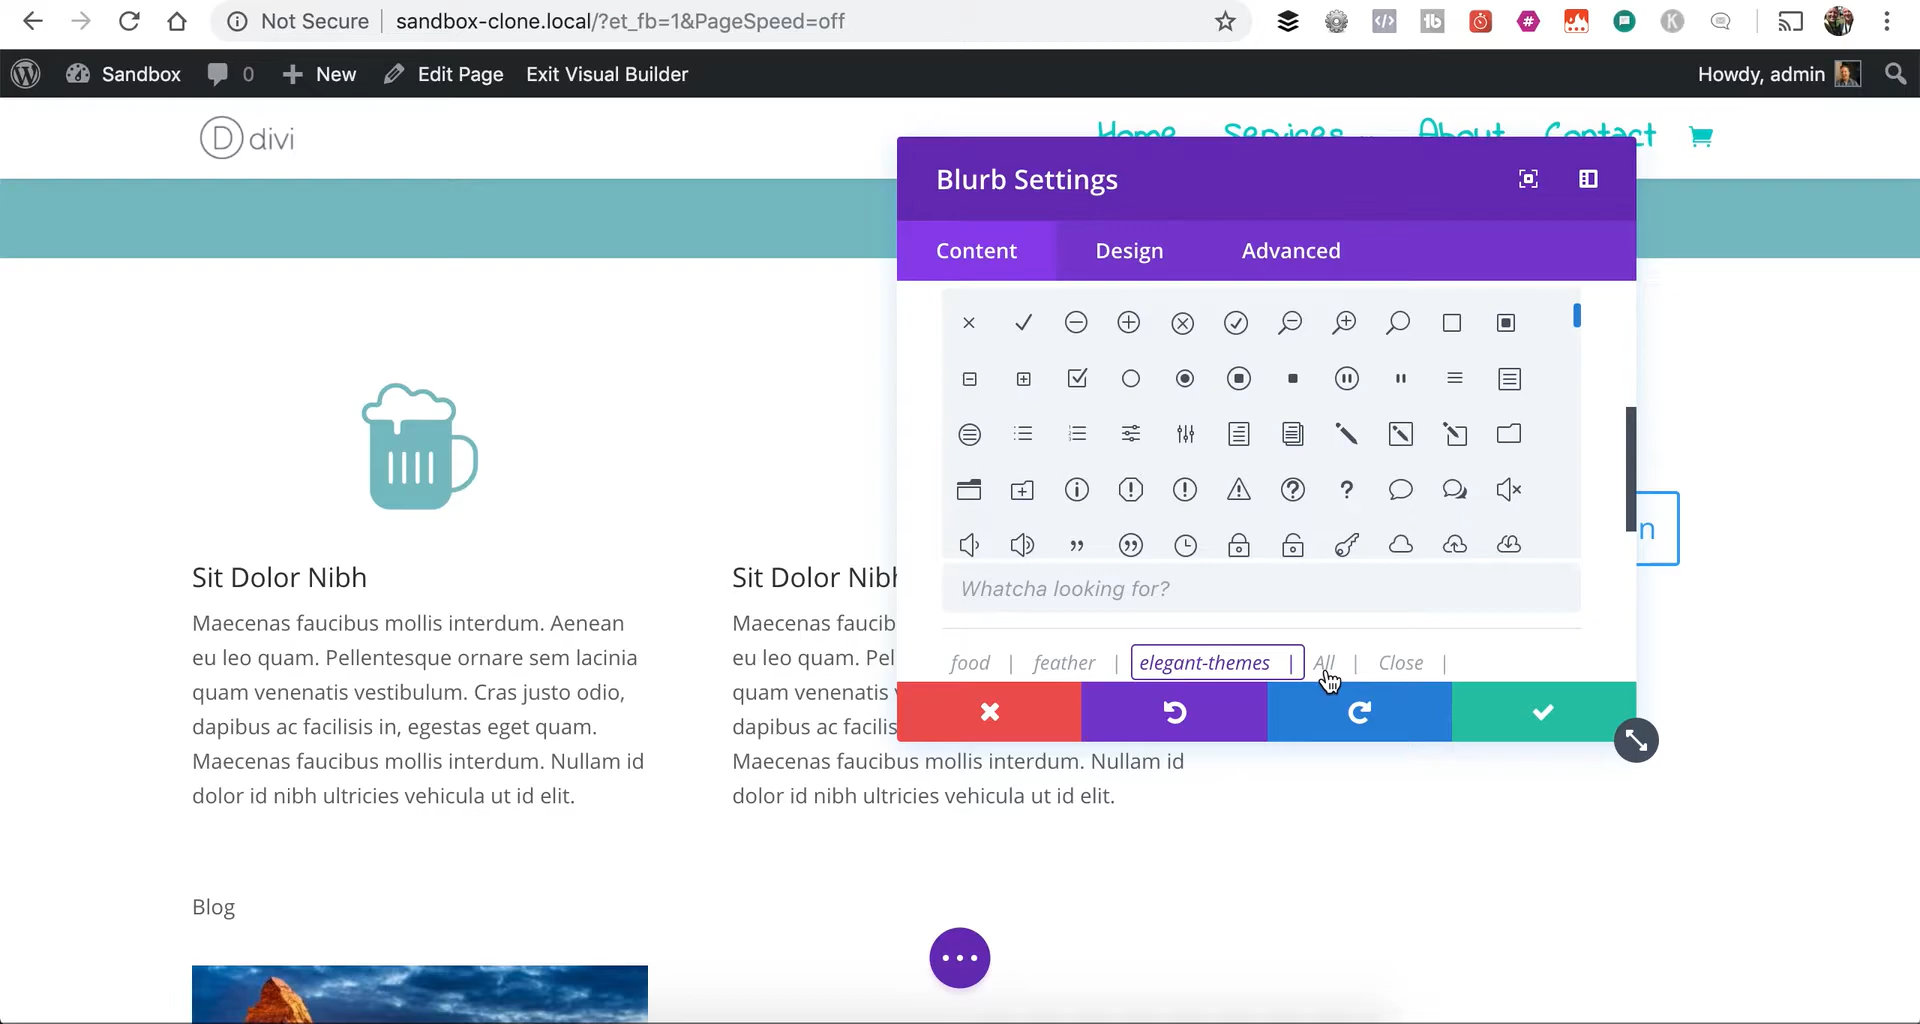 Not Secure sandbox-clone.local/?et_fb=1&PageSpeed=off
Sandbox 0 New Edit Page Exit Visual Builder Howdy, admin
D divi
Home Services About Contact
Blurb Settings
Content Design Advanced
Whatcha looking for?
food | feather | elegant-themes | All | Close |
n
Sit Dolor Nibh
Maecenas faucibus mollis interdum. Aenean
eu leo quam. Pellentesque ornare sem lacinia
quam venenatis vestibulum. Cras justo odio,
dapibus ac facilisis in, egestas eget quam.
Maecenas faucibus mollis interdum. Nullam id
dolor id nibh ultricies vehicula ut id elit.
Sit Dolor Nibh
Maecenas faucib
eu leo quam. Pel
quam venenatis
dapibus ac facilis
Maecenas faucibus mollis interdum. Nullam id
dolor id nibh ultricies vehicula ut id elit.
Blog